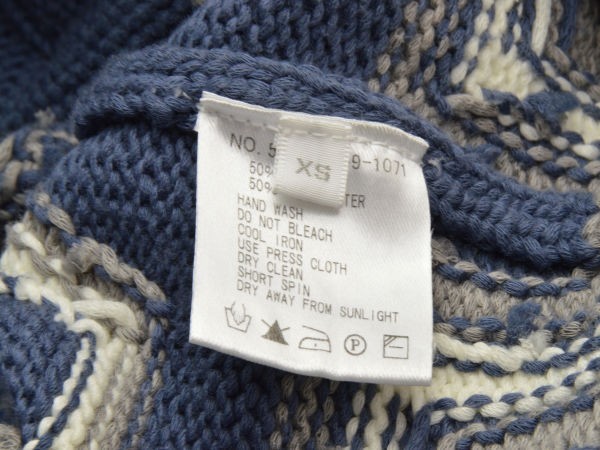 NO. 5 9-1071
XS
50%
50% TER
HAND WASH
DO NOT BLEACH
COOL IRON
USE PRESS CLOTH
DRY CLEAN
SHORT SPIN
DRY AWAY FROM SUNLIGHT
P